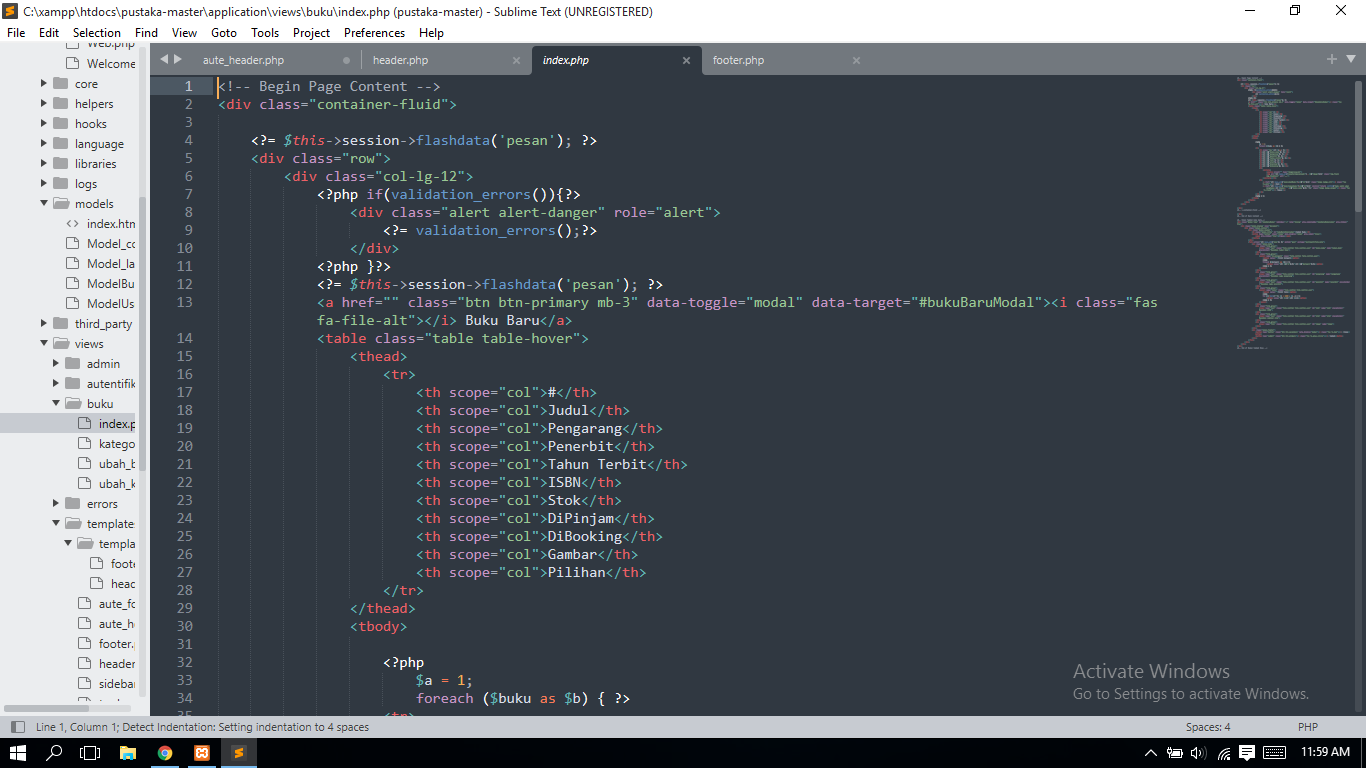 C:\xampp\htdocs\pustaka-master\application\views\buku\index.php (pustaka-master) - Sublime Text (UNREGISTERED)
File Edit Selection Find View Goto Tools Project Preferences Help
Web.php
Welcome
core
helpers
hooks
language
libraries
logs
models
<> index.htn
Model_cc
Model_la
ModelBu
ModelUs
third_party
views
admin
autentifik
buku
index.p
katego
ubah_b
ubah_k
errors
template
templa
foote
heac
aute_fc
aute_h
footer.
header
sideba
aute_header.php header.php index.php footer.php
1 <!-- Begin Page Content -->
2 <div class="container-fluid">
3
4 <?= $this->session->flashdata('pesan'); ?>
5 <div class="row">
6 <div class="col-lg-12">
7 <?php if(validation_errors()){?>
8 <div class="alert alert-danger" role="alert">
9 <?= validation_errors();?>
10 </div>
11 <?php }?>
12 <?= $this->session->flashdata('pesan'); ?>
13 <a href="" class="btn btn-primary mb-3" data-toggle="modal" data-target="#bukuBaruModal"><i class="fas
fa-file-alt"></i> Buku Baru</a>
14 <table class="table table-hover">
15 <thead>
16 <tr>
17 <th scope="col">#</th>
18 <th scope="col">Judul</th>
19 <th scope="col">Pengarang</th>
20 <th scope="col">Penerbit</th>
21 <th scope="col">Tahun Terbit</th>
22 <th scope="col">ISBN</th>
23 <th scope="col">Stok</th>
24 <th scope="col">DiPinjam</th>
25 <th scope="col">DiBooking</th>
26 <th scope="col">Gambar</th>
27 <th scope="col">Pilihan</th>
28 </tr>
29 </thead>
30 <tbody>
31
32 <?php
33 $a = 1;
34 foreach ($buku as $b) { ?>
35 <tr>
Activate Windows
Go to Settings to activate Windows.
Line 1, Column 1; Detect Indentation: Setting indentation to 4 spaces Spaces: 4 PHP
11:59 AM